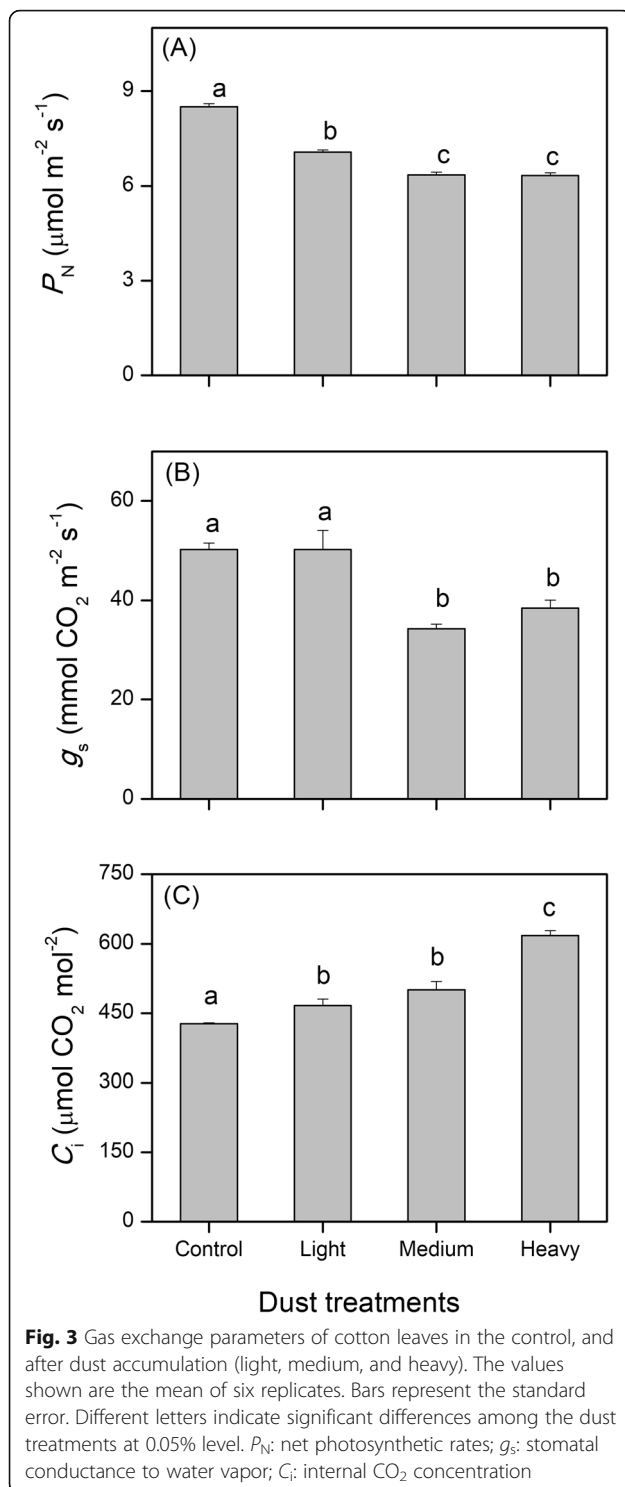 (A)
9
6
3
0
P_N (μmol m⁻² s⁻¹)
a
b
c
c
(B)
60
40
20
0
g_s (mmol CO₂ m⁻² s⁻¹)
a
a
b
b
(C)
750
600
450
300
150
0
C_i (μmol CO₂ mol⁻²)
a
b
b
c
Control Light Medium Heavy
Dust treatments
Fig. 3 Gas exchange parameters of cotton leaves in the control, and
after dust accumulation (light, medium, and heavy). The values
shown are the mean of six replicates. Bars represent the standard
error. Different letters indicate significant differences among the dust
treatments at 0.05% level. P_N: net photosynthetic rates; g_s: stomatal
conductance to water vapor; C_i: internal CO₂ concentration